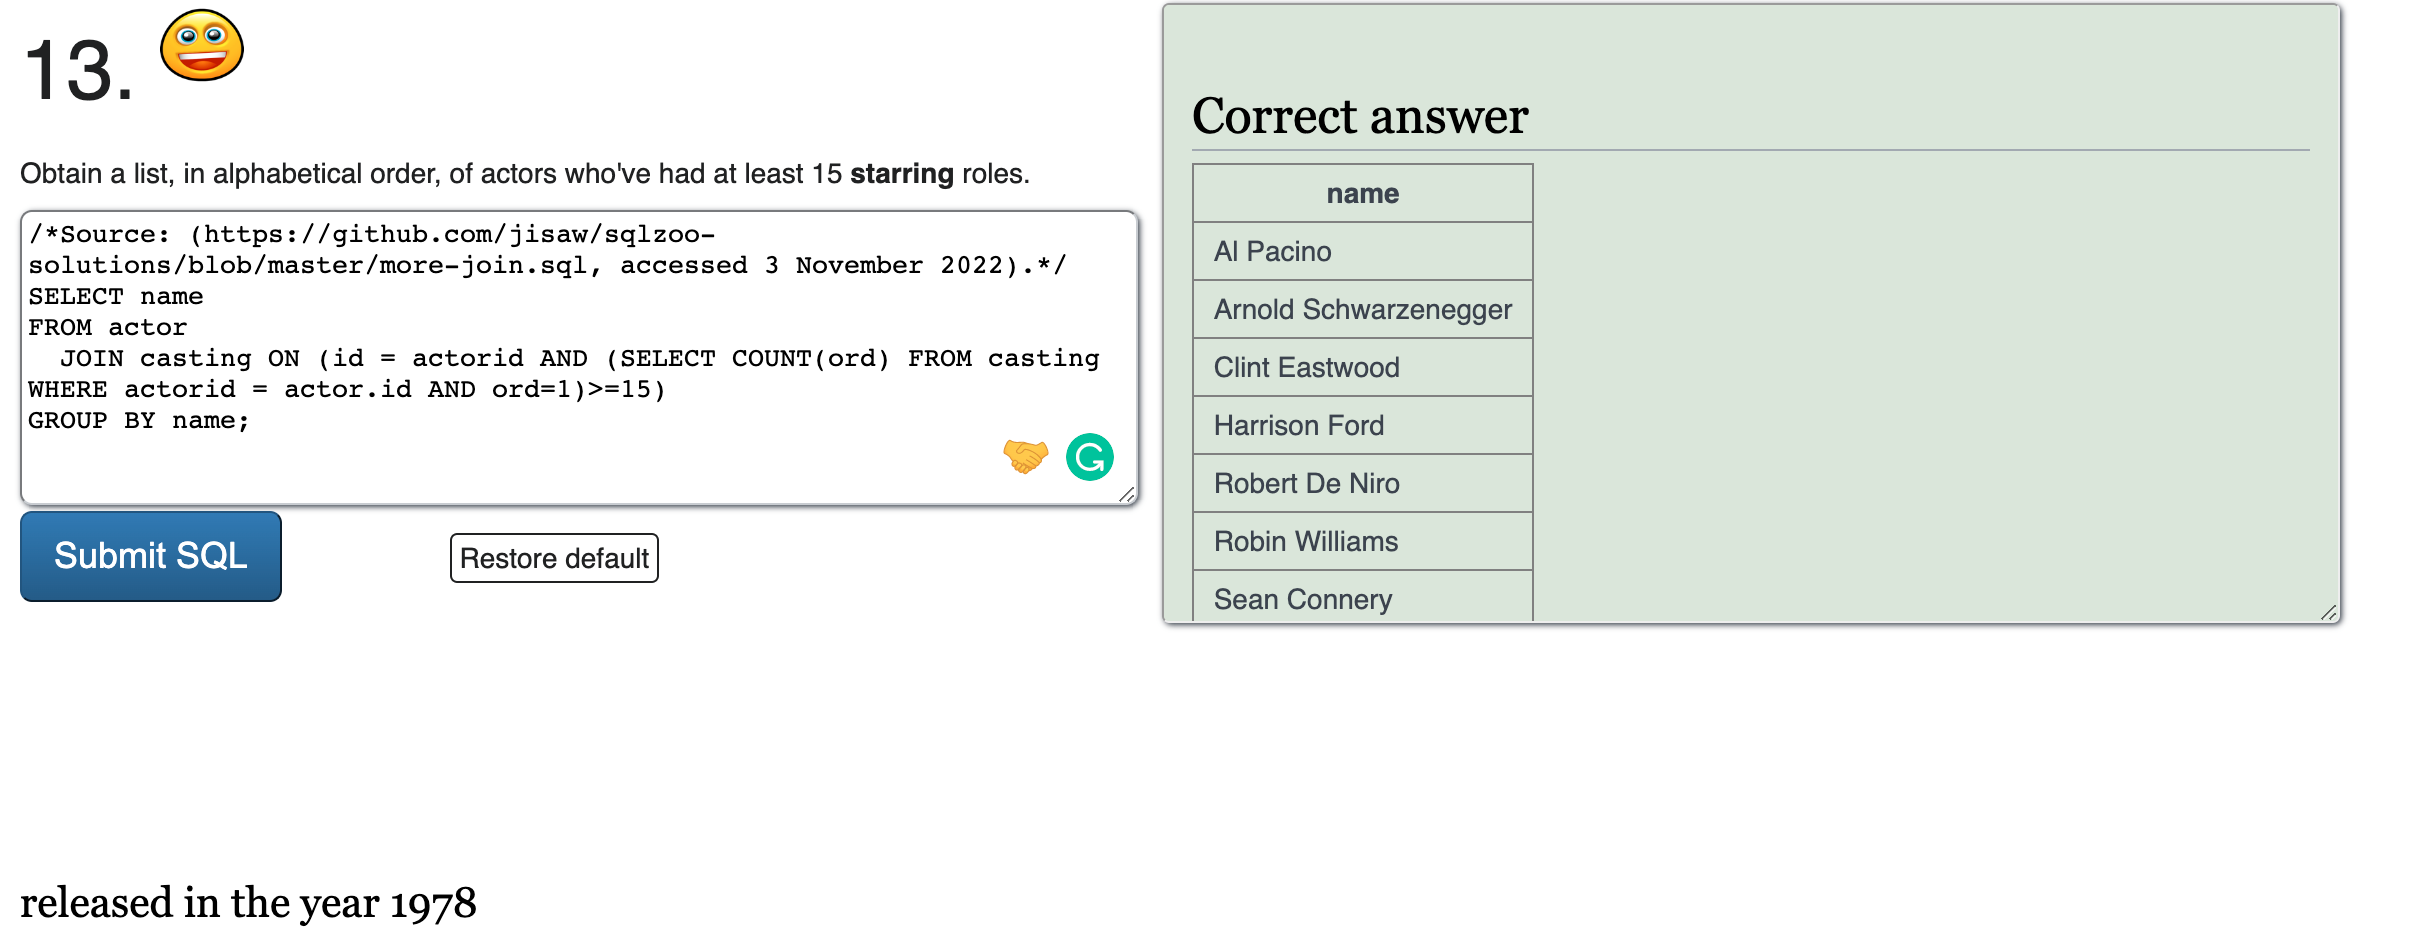 13.
Obtain a list, in alphabetical order, of actors who've had at least 15 starring roles.
/*Source: (https://github.com/jisaw/sqlzoo-
solutions/blob/master/more-join.sql, accessed 3 November 2022).*/
SELECT name
FROM actor
  JOIN casting ON (id = actorid AND (SELECT COUNT(ord) FROM casting
WHERE actorid = actor.id AND ord=1)>=15)
GROUP BY name;
G
Submit SQL
Restore default
Correct answer
name
Al Pacino
Arnold Schwarzenegger
Clint Eastwood
Harrison Ford
Robert De Niro
Robin Williams
Sean Connery
released in the year 1978